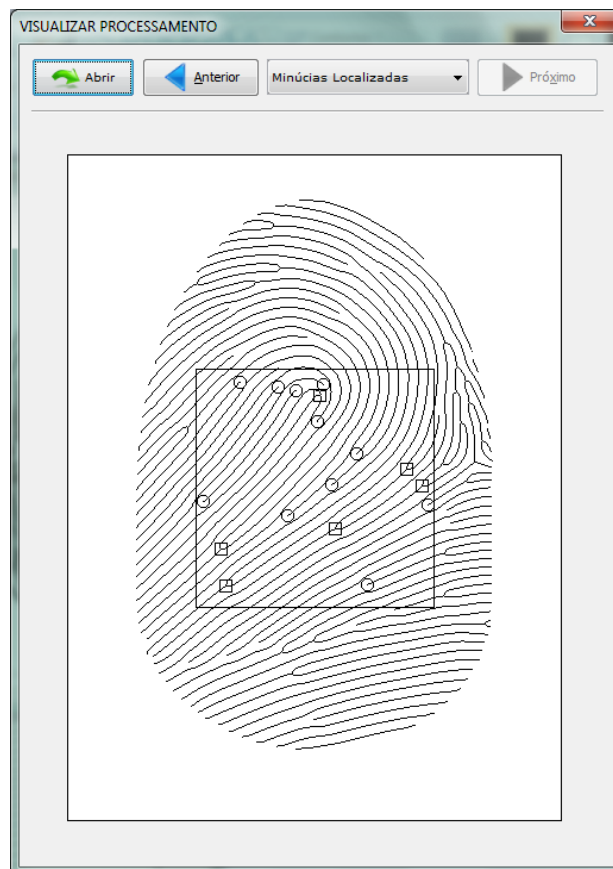 VISUALIZAR PROCESSAMENTO
Abrir
Anterior
Minúcias Localizadas
Próximo